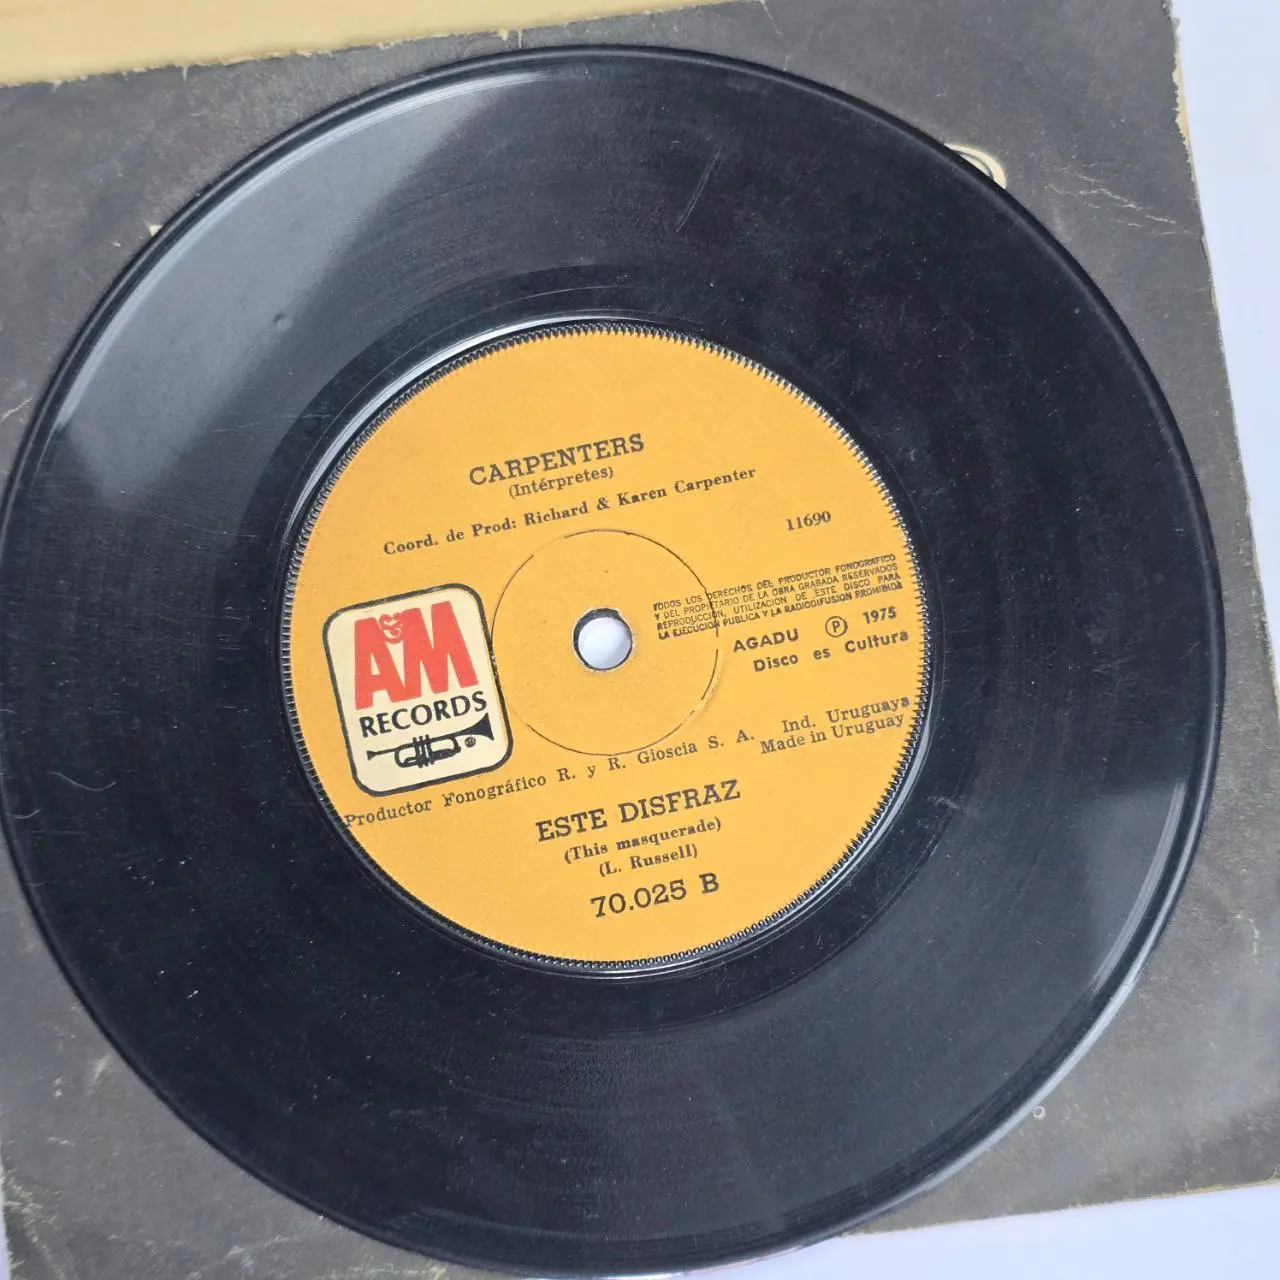 CARPENTERS
(Intérpretes)
Coord. de Prod: Richard & Karen Carpenter
11690
TODOS LOS DERECHOS DEL PRODUCTOR FONOGRAFICO
Y DEL PROPIETARIO DE LA OBRA GRABADA RESERVADOS
REPRODUCCION, UTILIZACION DE ESTE DISCO PARA
LA EJECUCION PUBLICA Y LA RADIODIFUSION PROHIBIDA
AGADU Ⓟ 1975
Disco es Cultura
A&M
RECORDS
®
Productor Fonográfico R. y R. Gioscia S. A. Ind. Uruguaya
Made in Uruguay
ESTE DISFRAZ
(This masquerade)
(L. Russell)
70.025 B